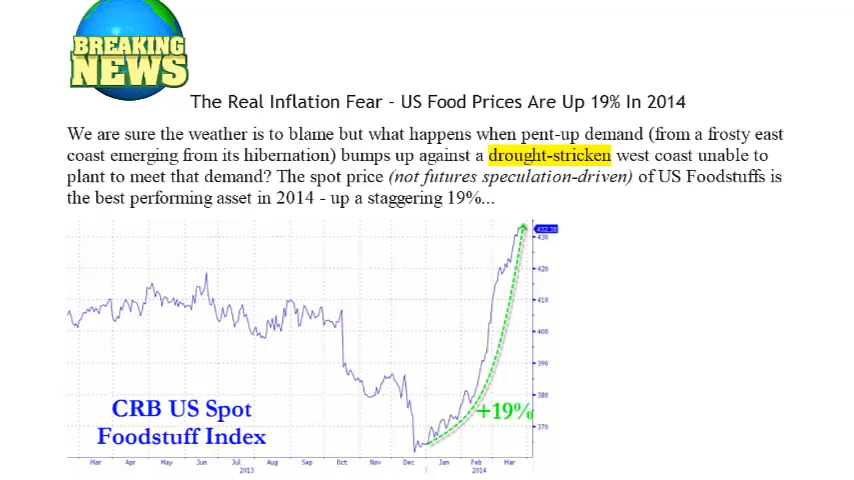 BREAKING
NEWS
The Real Inflation Fear - US Food Prices Are Up 19% In 2014
We are sure the weather is to blame but what happens when pent-up demand (from a frosty east
coast emerging from its hibernation) bumps up against a drought-stricken west coast unable to
plant to meet that demand? The spot price (not futures speculation-driven) of US Foodstuffs is
the best performing asset in 2014 - up a staggering 19%...
432.38
430
420
410
400
390
380
370
+19%
CRB US Spot
Foodstuff Index
Mar Apr May Jun Jul Aug Sep Oct Nov Dec Jan Feb Mar
2013 2014